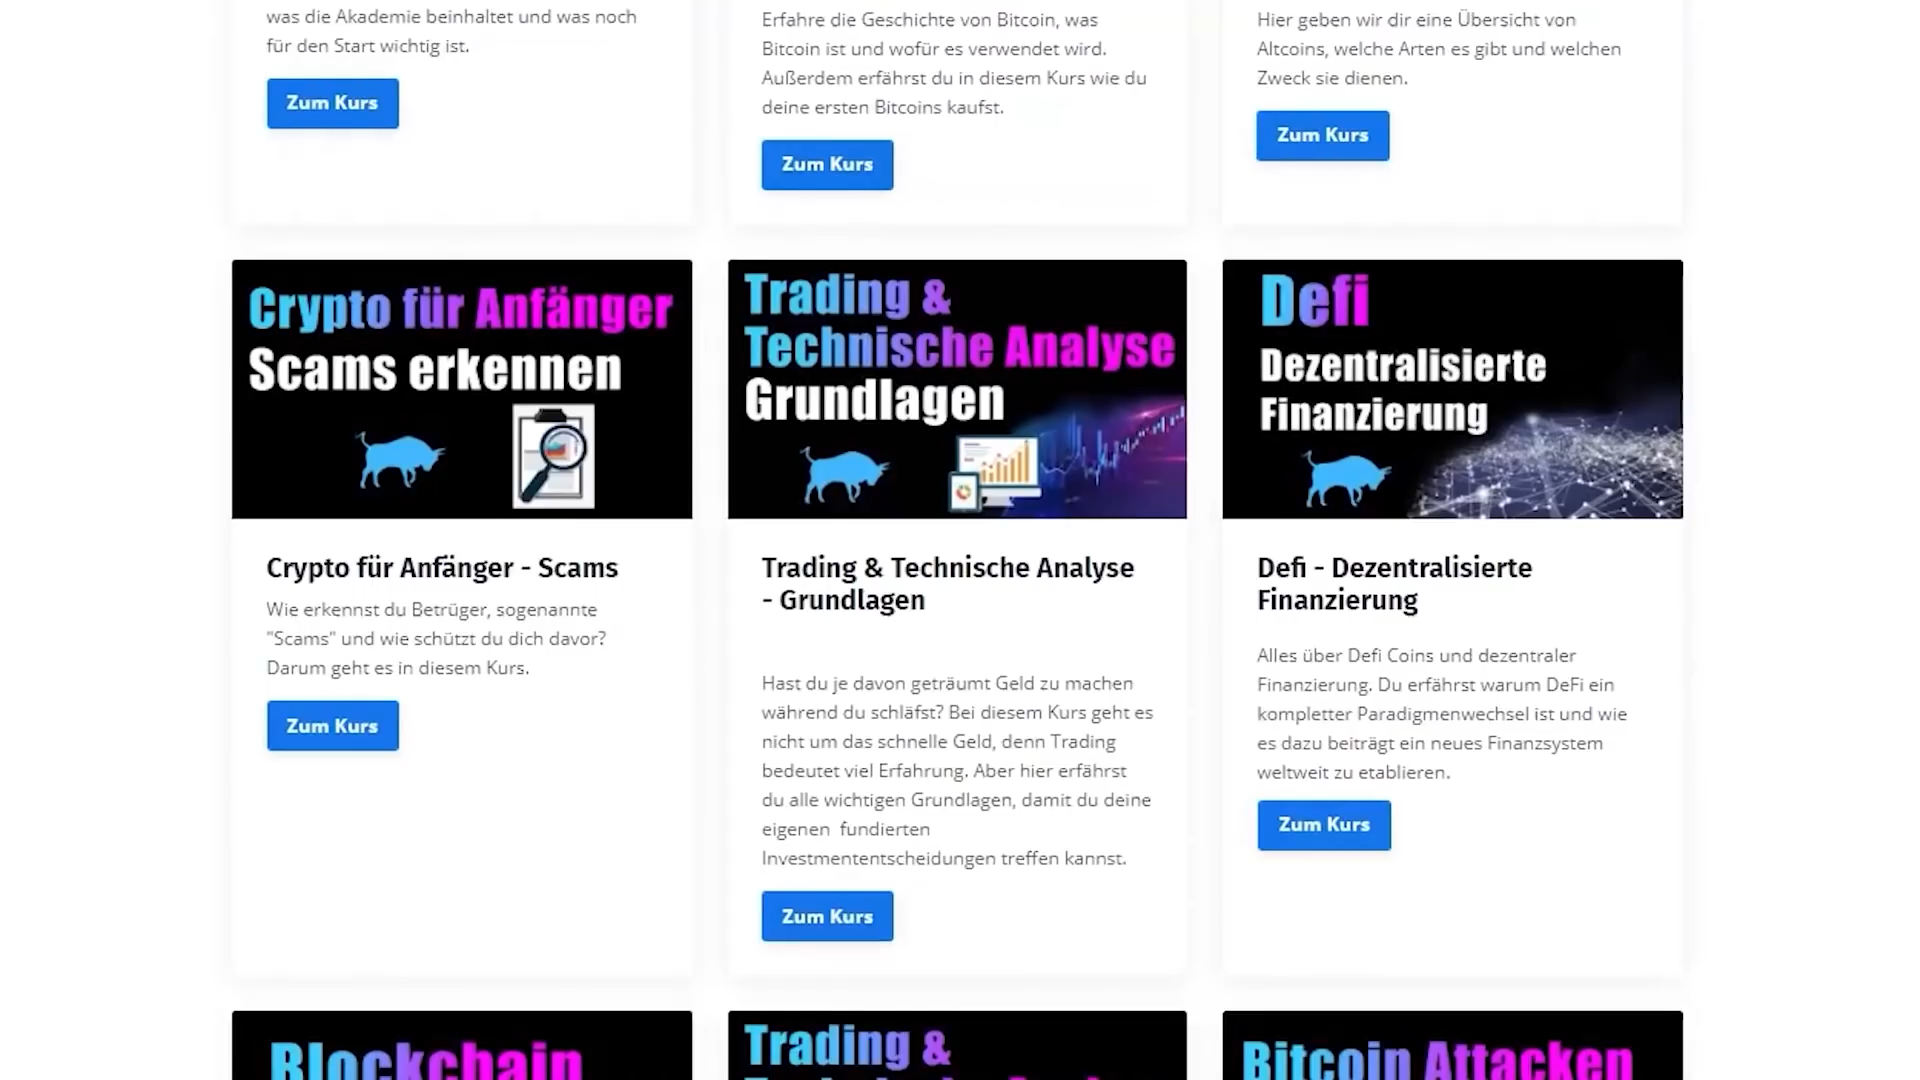 was die Akademie beinhaltet und was noch
für den Start wichtig ist.
Zum Kurs
Erfahre die Geschichte von Bitcoin, was
Bitcoin ist und wofür es verwendet wird.
Außerdem erfährst du in diesem Kurs wie du
deine ersten Bitcoins kaufst.
Zum Kurs
Hier geben wir dir eine Übersicht von
Altcoins, welche Arten es gibt und welchen
Zweck sie dienen.
Zum Kurs
Crypto für Anfänger
Scams erkennen
Crypto für Anfänger - Scams
Wie erkennst du Betrüger, sogenannte
"Scams" und wie schützt du dich davor?
Darum geht es in diesem Kurs.
Zum Kurs
Trading &
Technische Analyse
Grundlagen
Trading & Technische Analyse
- Grundlagen
Hast du je davon geträumt Geld zu machen
während du schläfst? Bei diesem Kurs geht es
nicht um das schnelle Geld, denn Trading
bedeutet viel Erfahrung. Aber hier erfährst
du alle wichtigen Grundlagen, damit du deine
eigenen fundierten
Investmententscheidungen treffen kannst.
Zum Kurs
Defi
Dezentralisierte
Finanzierung
Defi - Dezentralisierte
Finanzierung
Alles über Defi Coins und dezentraler
Finanzierung. Du erfährst warum DeFi ein
kompletter Paradigmenwechsel ist und wie
es dazu beiträgt ein neues Finanzsystem
weltweit zu etablieren.
Zum Kurs
Blockchain
Trading &
Bitcoin Attacken